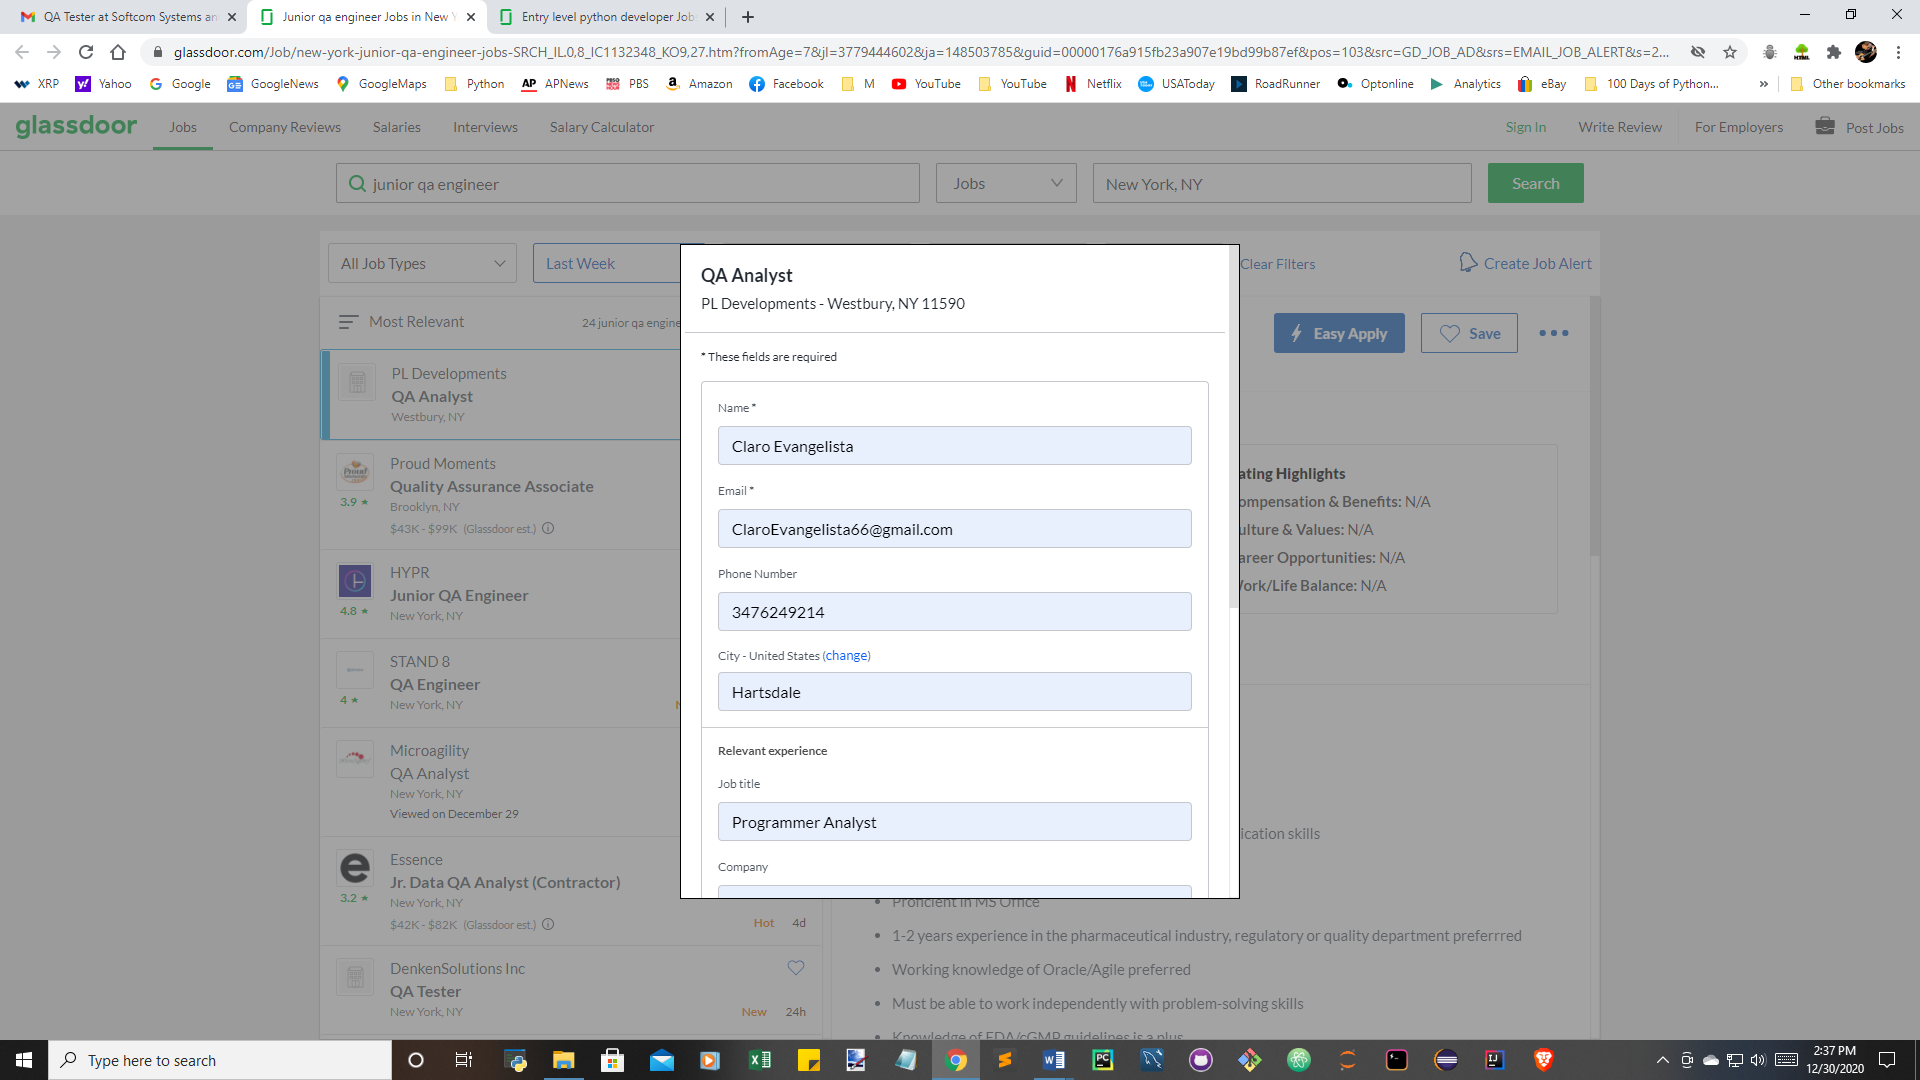 QA Tester at Softcom Systems an
Junior qa engineer Jobs in New Y
Entry level python developer Job
glassdoor.com/Job/new-york-junior-qa-engineer-jobs-SRCH_IL.0,8_IC1132348_KO9,27.htm?fromAge=7&jl=3779444602&ja=148503785&guid=00000176a915fb23a907e19bd99b87ef&pos=103&src=GD_JOB_AD&srs=EMAIL_JOB_ALERT&s=2...
XRP Yahoo Google GoogleNews GoogleMaps Python APNews PBS Amazon Facebook M YouTube YouTube Netflix USAToday RoadRunner Optonline Analytics eBay 100 Days of Python... » Other bookmarks
glassdoor Jobs Company Reviews Salaries Interviews Salary Calculator Sign In Write Review For Employers Post Jobs
junior qa engineer Jobs New York, NY Search
All Job Types Last Week Clear Filters Create Job Alert
Most Relevant 24 junior qa engine
Easy Apply Save
PL Developments
QA Analyst
Westbury, NY
Proud Moments
Quality Assurance Associate
Brooklyn, NY
3.9
$43K - $99K (Glassdoor est.)
HYPR
Junior QA Engineer
New York, NY
4.8
STAND 8
QA Engineer
New York, NY
4
Microagility
QA Analyst
New York, NY
Viewed on December 29
Essence
Jr. Data QA Analyst (Contractor)
New York, NY
3.2
$42K - $82K (Glassdoor est.)
Hot 4d
DenkenSolutions Inc
QA Tester
New York, NY
New 24h
QA Analyst
PL Developments - Westbury, NY 11590
* These fields are required
Name *
Claro Evangelista
Email *
ClaroEvangelista66@gmail.com
Phone Number
3476249214
City - United States (change)
Hartsdale
Relevant experience
Job title
Programmer Analyst
Company
ating Highlights
ompensation & Benefits: N/A
ulture & Values: N/A
areer Opportunities: N/A
Work/Life Balance: N/A
ication skills
Proficient in MS Office
1-2 years experience in the pharmaceutical industry, regulatory or quality department preferrred
Working knowledge of Oracle/Agile preferred
Must be able to work independently with problem-solving skills
Knowledge of FDA/cGMP guidelines is a plus
Type here to search
2:37 PM
12/30/2020